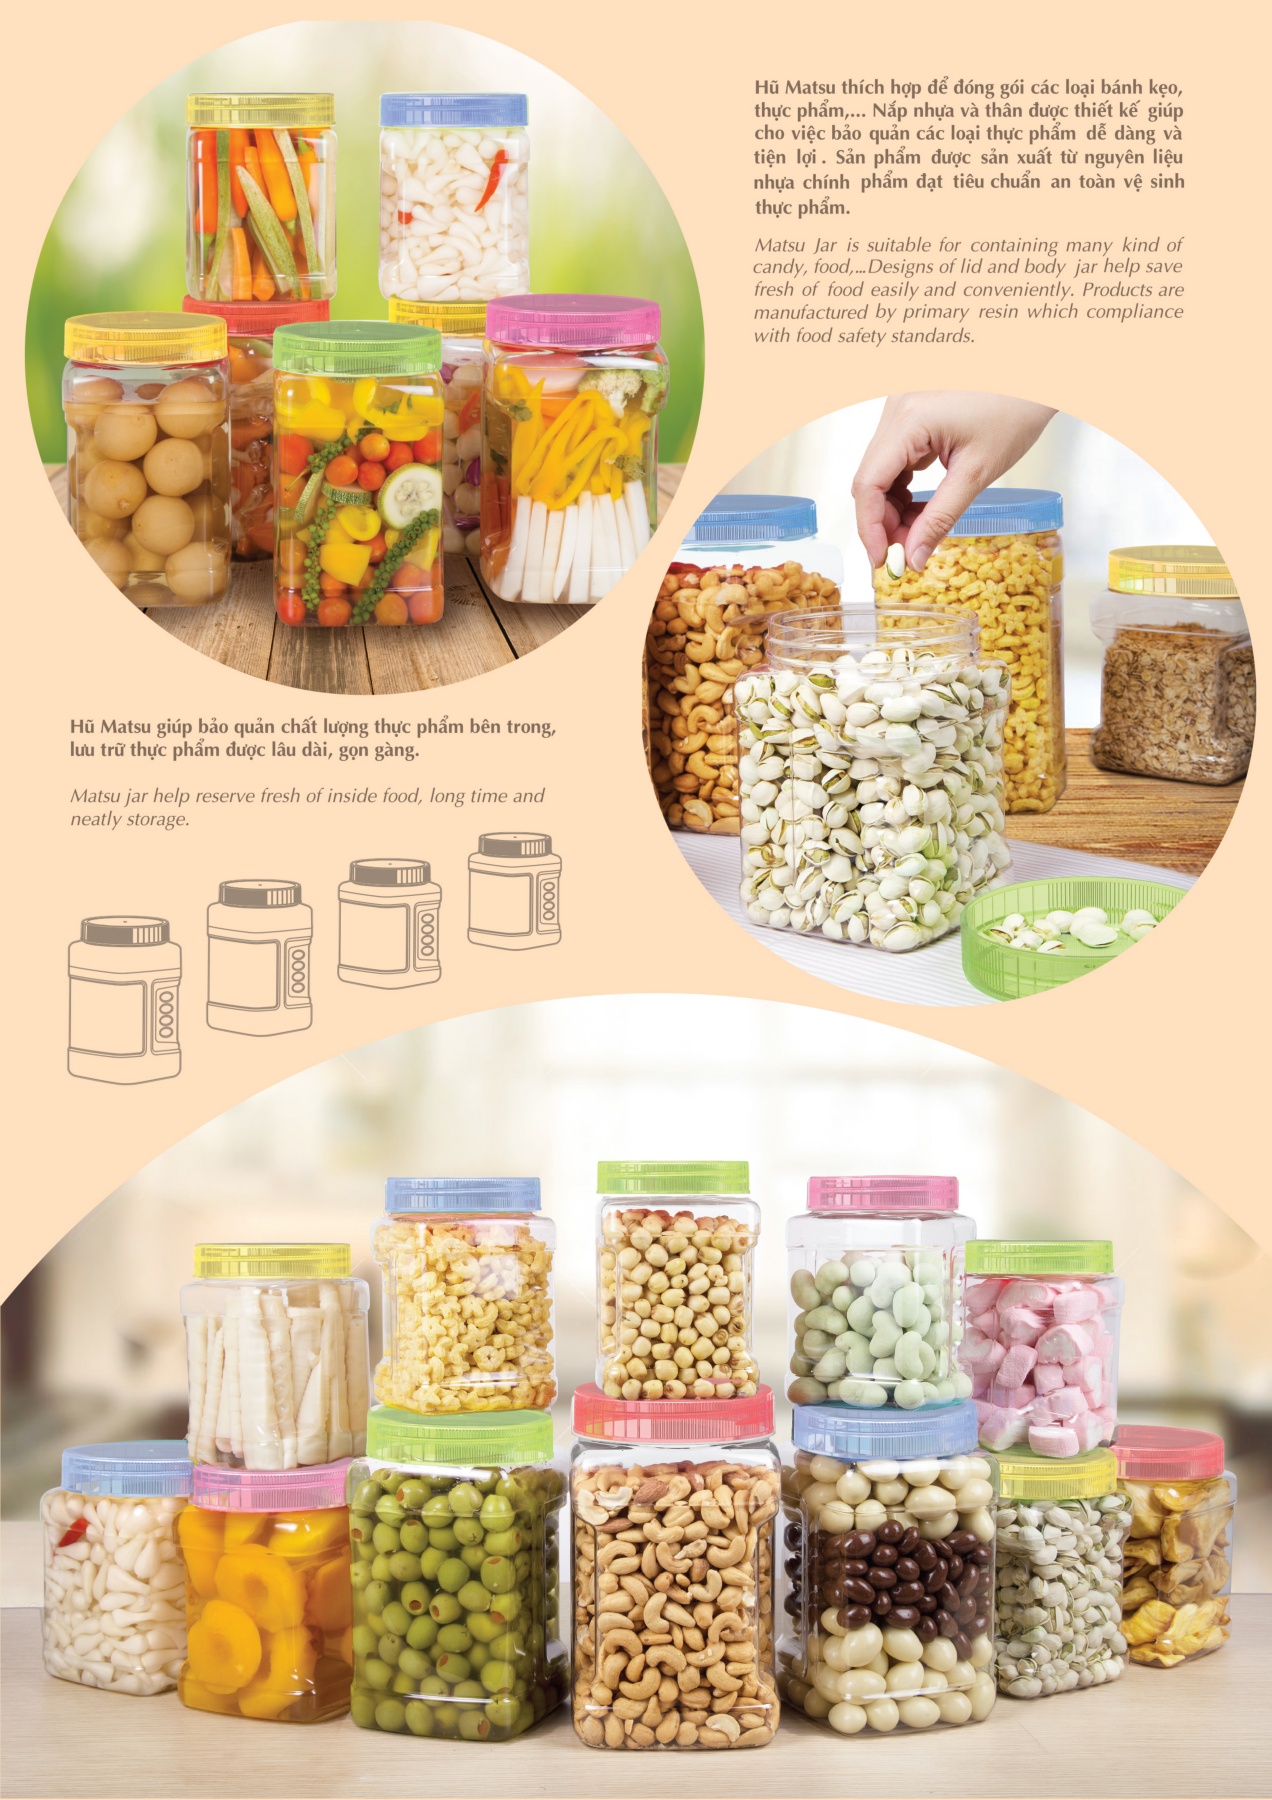 Hũ Matsu thích hợp để đóng gói các loại bánh kẹo,
thực phẩm,... Nắp nhựa và thân được thiết kế giúp
cho việc bảo quản các loại thực phẩm dễ dàng và
tiện lợi . Sản phẩm được sản xuất từ nguyên liệu
nhựa chính phẩm đạt tiêu chuẩn an toàn vệ sinh
thực phẩm.
Matsu Jar is suitable for containing many kind of
candy, food,...Designs of lid and body jar help save
fresh of food easily and conveniently. Products are
manufactured by primary resin which compliance
with food safety standards.
Hũ Matsu giúp bảo quản chất lượng thực phẩm bên trong,
lưu trữ thực phẩm được lâu dài, gọn gàng.
Matsu jar help reserve fresh of inside food, long time and
neatly storage.